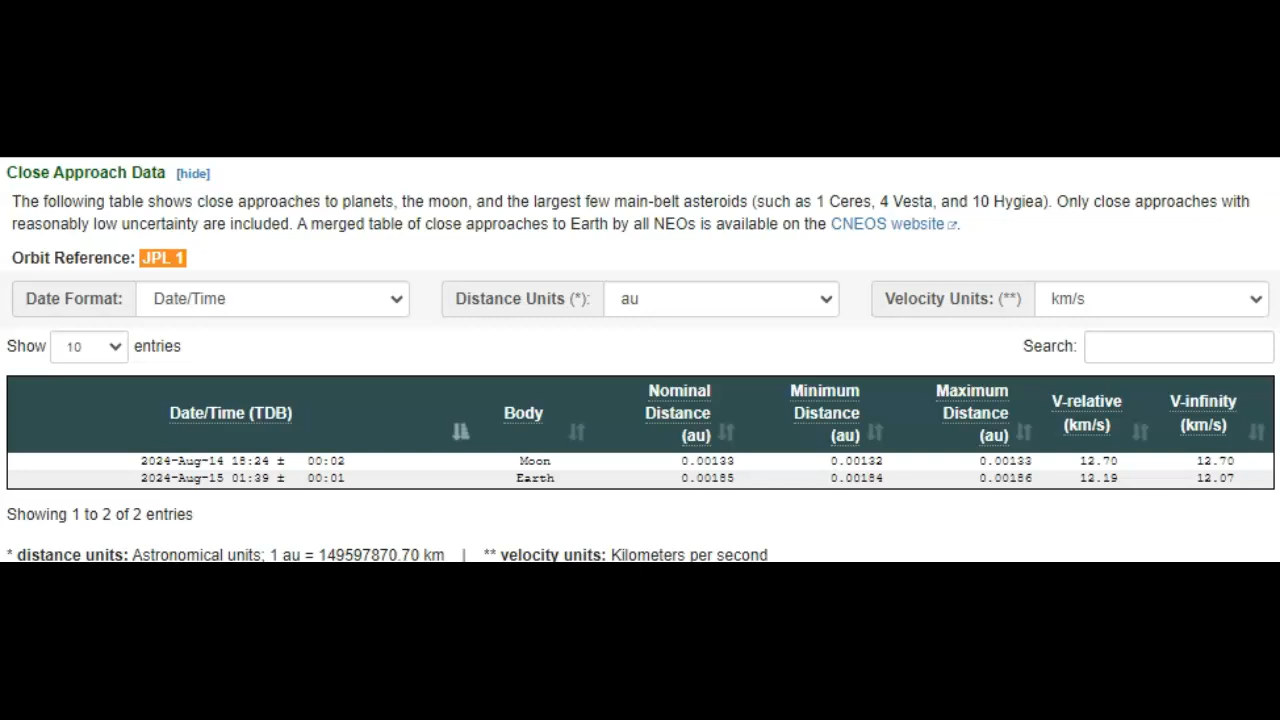 Close Approach Data [hide]
The following table shows close approaches to planets, the moon, and the largest few main-belt asteroids (such as 1 Ceres, 4 Vesta, and 10 Hygiea). Only close approaches with
reasonably low uncertainty are included. A merged table of close approaches to Earth by all NEOs is available on the CNEOS website.
Orbit Reference: JPL 1
Date Format: Date/Time Distance Units (*): au Velocity Units: (**) km/s
Show 10 entries Search:
Date/Time (TDB) Body Nominal Distance (au) Minimum Distance (au) Maximum Distance (au) V-relative (km/s) V-infinity (km/s)
2024-Aug-14 18:24 ± 00:02 Moon 0.00133 0.00132 0.00133 12.70 12.70
2024-Aug-15 01:39 ± 00:01 Earth 0.00185 0.00184 0.00186 12.19 12.07
Showing 1 to 2 of 2 entries
* distance units: Astronomical units; 1 au = 149597870.70 km | ** velocity units: Kilometers per second